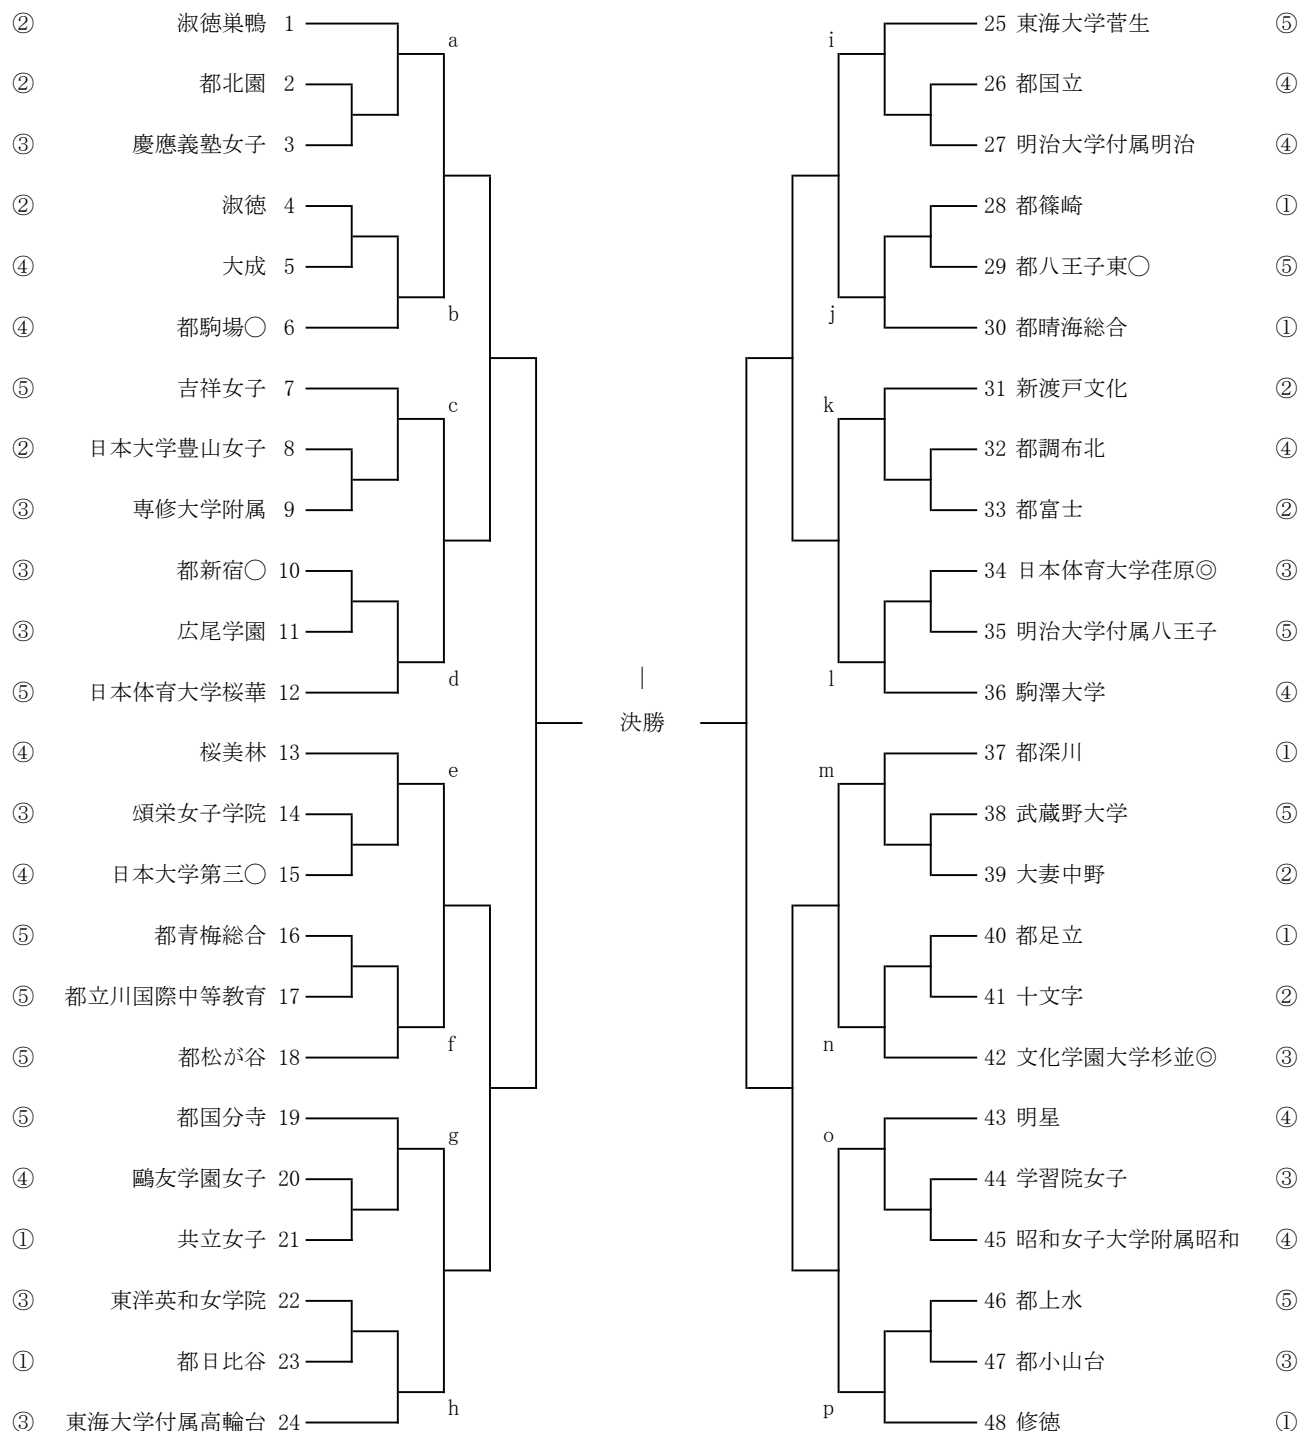 ② 淑徳巣鴨 1
a
② 都北園 2
③ 慶應義塾女子 3
② 淑徳 4
④ 大成 5
b
④ 都駒場◯ 6
⑤ 吉祥女子 7
c
② 日本大学豊山女子 8
③ 専修大学附属 9
③ 都新宿◯ 10
③ 広尾学園 11
d
⑤ 日本体育大学桜華 12
④ 桜美林 13
e
③ 頌栄女子学院 14
④ 日本大学第三◯ 15
⑤ 都青梅総合 16
⑤ 都立川国際中等教育 17
f
⑤ 都松が谷 18
⑤ 都国分寺 19
g
④ 鷗友学園女子 20
① 共立女子 21
③ 東洋英和女学院 22
① 都日比谷 23
h
③ 東海大学付属高輪台 24
|
決勝
25 東海大学菅生 ⑤
i
26 都国立 ④
27 明治大学付属明治 ④
28 都篠崎 ①
29 都八王子東◯ ⑤
j
30 都晴海総合 ①
31 新渡戸文化 ②
k
32 都調布北 ④
33 都富士 ②
34 日本体育大学荏原◎ ③
35 明治大学付属八王子 ⑤
l
36 駒澤大学 ④
37 都深川 ①
m
38 武蔵野大学 ⑤
39 大妻中野 ②
40 都足立 ①
41 十文字 ②
n
42 文化学園大学杉並◎ ③
43 明星 ④
o
44 学習院女子 ③
45 昭和女子大学附属昭和 ④
46 都上水 ⑤
47 都小山台 ③
p
48 修徳 ①